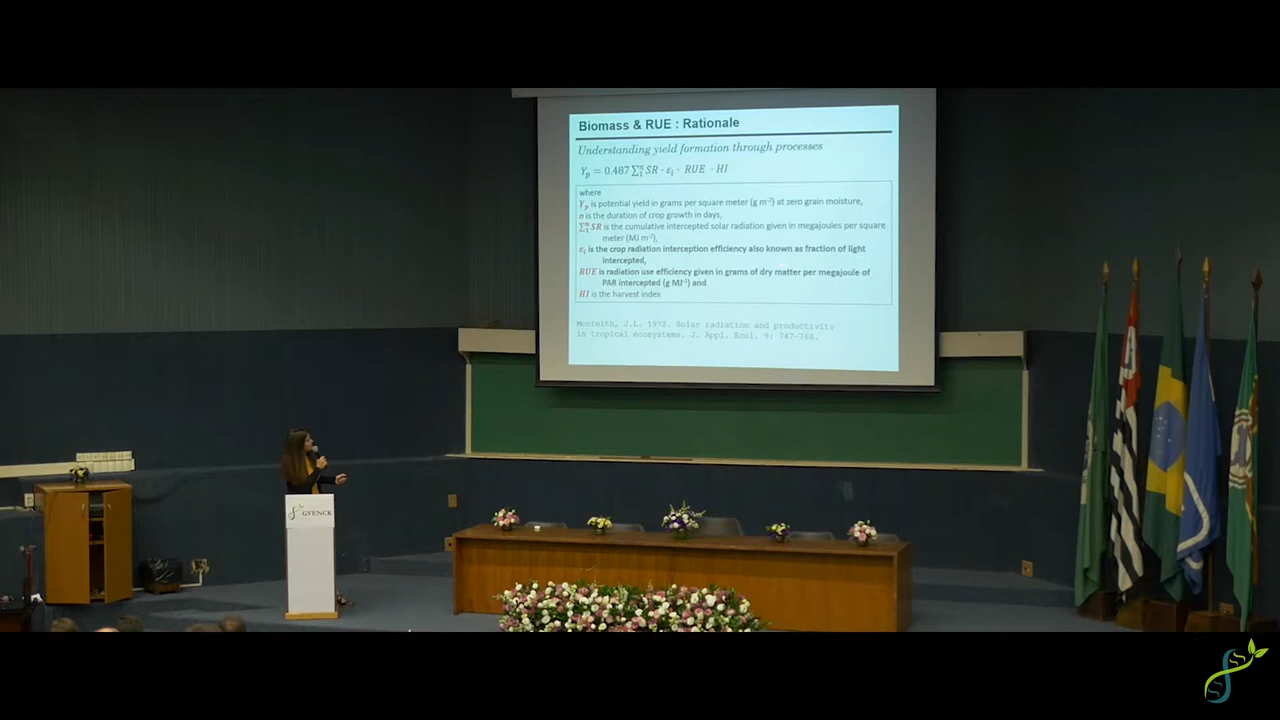 Biomass & RUE : Rationale
Understanding yield formation through processes
Yₚ = 0.487 ∑₁ⁿ SR · εᵢ · RUE · HI
where
Yₚ is potential yield in grams per square meter (g m⁻²) at zero grain moisture,
n is the duration of crop growth in days,
∑₁ⁿ SR is the cumulative intercepted solar radiation given in megajoules per square
meter (MJ m⁻²),
εᵢ is the crop radiation interception efficiency also known as fraction of light
intercepted,
RUE is radiation use efficiency given in grams of dry matter per megajoule of
PAR intercepted (g MJ⁻¹) and
HI is the harvest index
Monteith, J.L. 1972. Solar radiation and productivity
in tropical ecosystems. J. Appl. Ecol. 9: 747-766.
GVENCK